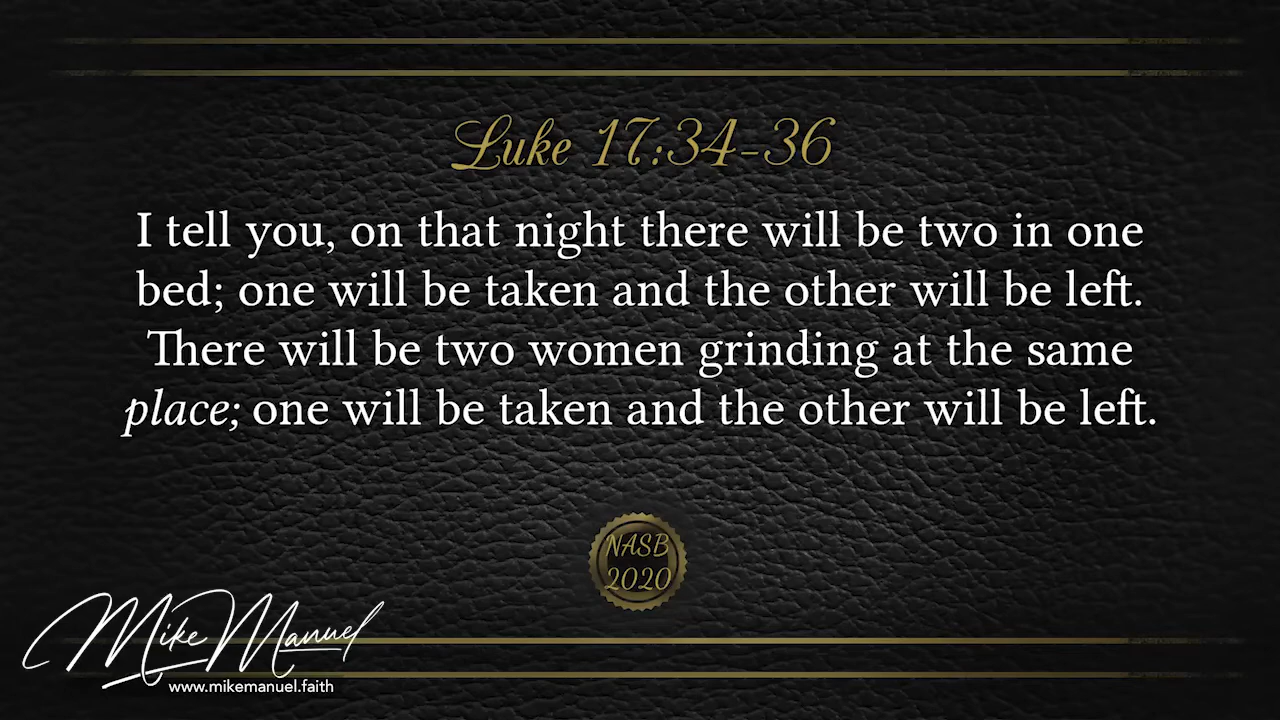 Luke 17:34-36
I tell you, on that night there will be two in one
bed; one will be taken and the other will be left.
There will be two women grinding at the same
place; one will be taken and the other will be left.
NASB
2020
Mike Manuel
www.mikemanuel.faith